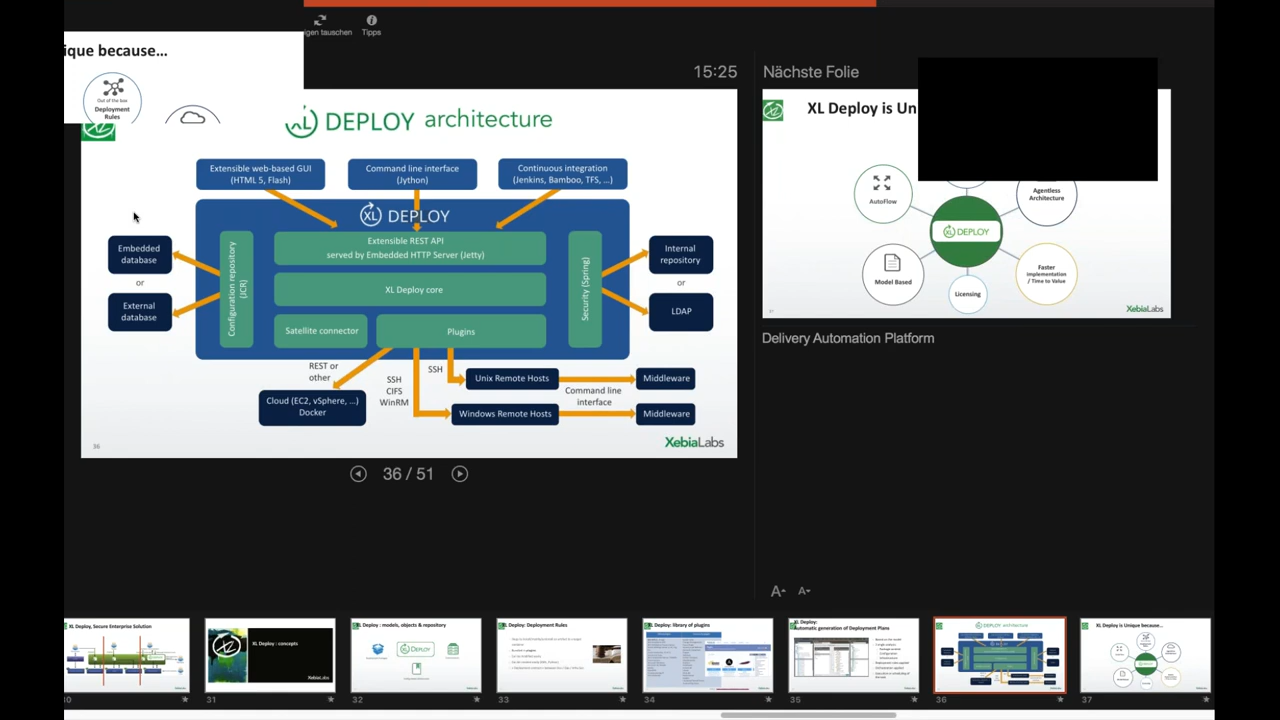 igen tauschen
Tipps
ique because...
Out of the box
Deployment
Rules
15:25
Nächste Folie
XL DEPLOY architecture
Extensible web-based GUI
(HTML 5, Flash)
Command line interface
(Jython)
Continuous integration
(Jenkins, Bamboo, TFS, ...)
XL DEPLOY
Extensible REST API
served by Embedded HTTP Server (Jetty)
XL Deploy core
Satellite connector
Plugins
Configuration repository
(JCR)
Security (Spring)
Embedded
database
or
External
database
Internal
repository
or
LDAP
REST or
other
SSH
CIFS
WinRM
SSH
Cloud (EC2, vSphere, ...)
Docker
Unix Remote Hosts
Windows Remote Hosts
Command line
interface
Middleware
Middleware
36
XebiaLabs
36 / 51
XL Deploy is Un
AutoFlow
Agentless
Architecture
XL DEPLOY
Model Based
Licensing
Faster
Implementation
/ Time to Value
XebiaLabs
Delivery Automation Platform
A A
XL Deploy, Secure Enterprise Solution
XL Deploy : concepts
XL Deploy : models, objects & repository
XL Deploy: Deployment Rules
XL Deploy: library of plugins
XL Deploy:
Automatic generation of Deployment Plans
DEPLOY ARCHITECTURE
XL Deploy is Unique because...
30
31
32
33
34
35
36
37